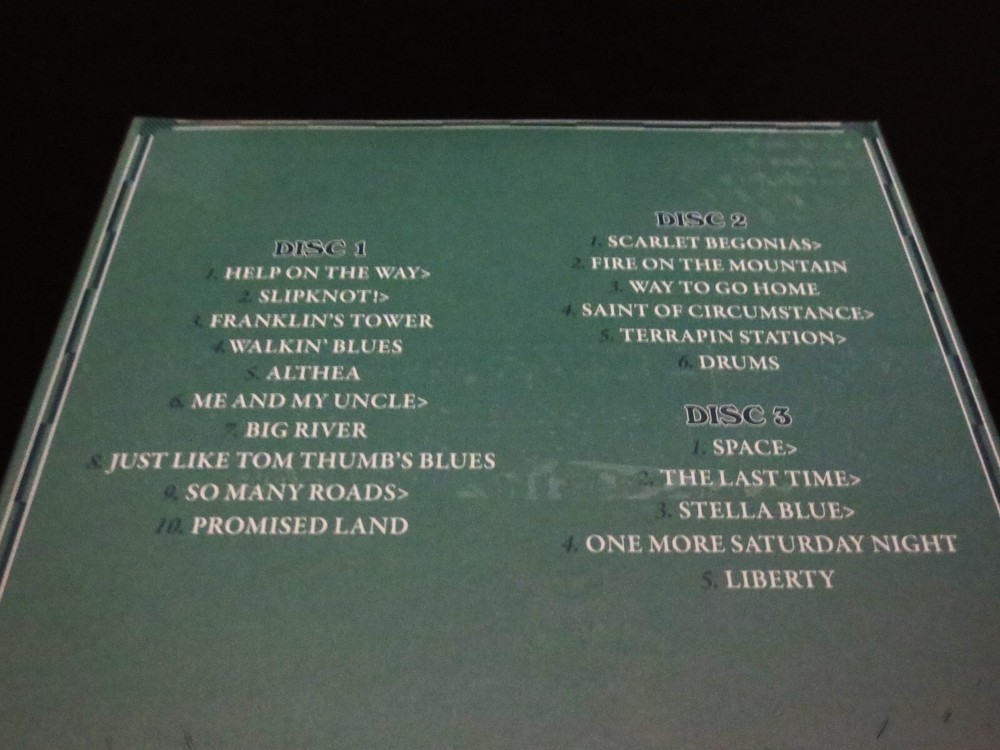 DISC 1
1. HELP ON THE WAY>
2. SLIPKNOT!>
3. FRANKLIN'S TOWER
4. WALKIN' BLUES
5. ALTHEA
6. ME AND MY UNCLE>
7. BIG RIVER
8. JUST LIKE TOM THUMB'S BLUES
9. SO MANY ROADS>
10. PROMISED LAND
DISC 2
1. SCARLET BEGONIAS>
2. FIRE ON THE MOUNTAIN
3. WAY TO GO HOME
4. SAINT OF CIRCUMSTANCE>
5. TERRAPIN STATION>
6. DRUMS
DISC 3
1. SPACE>
2. THE LAST TIME>
3. STELLA BLUE>
4. ONE MORE SATURDAY NIGHT
5. LIBERTY